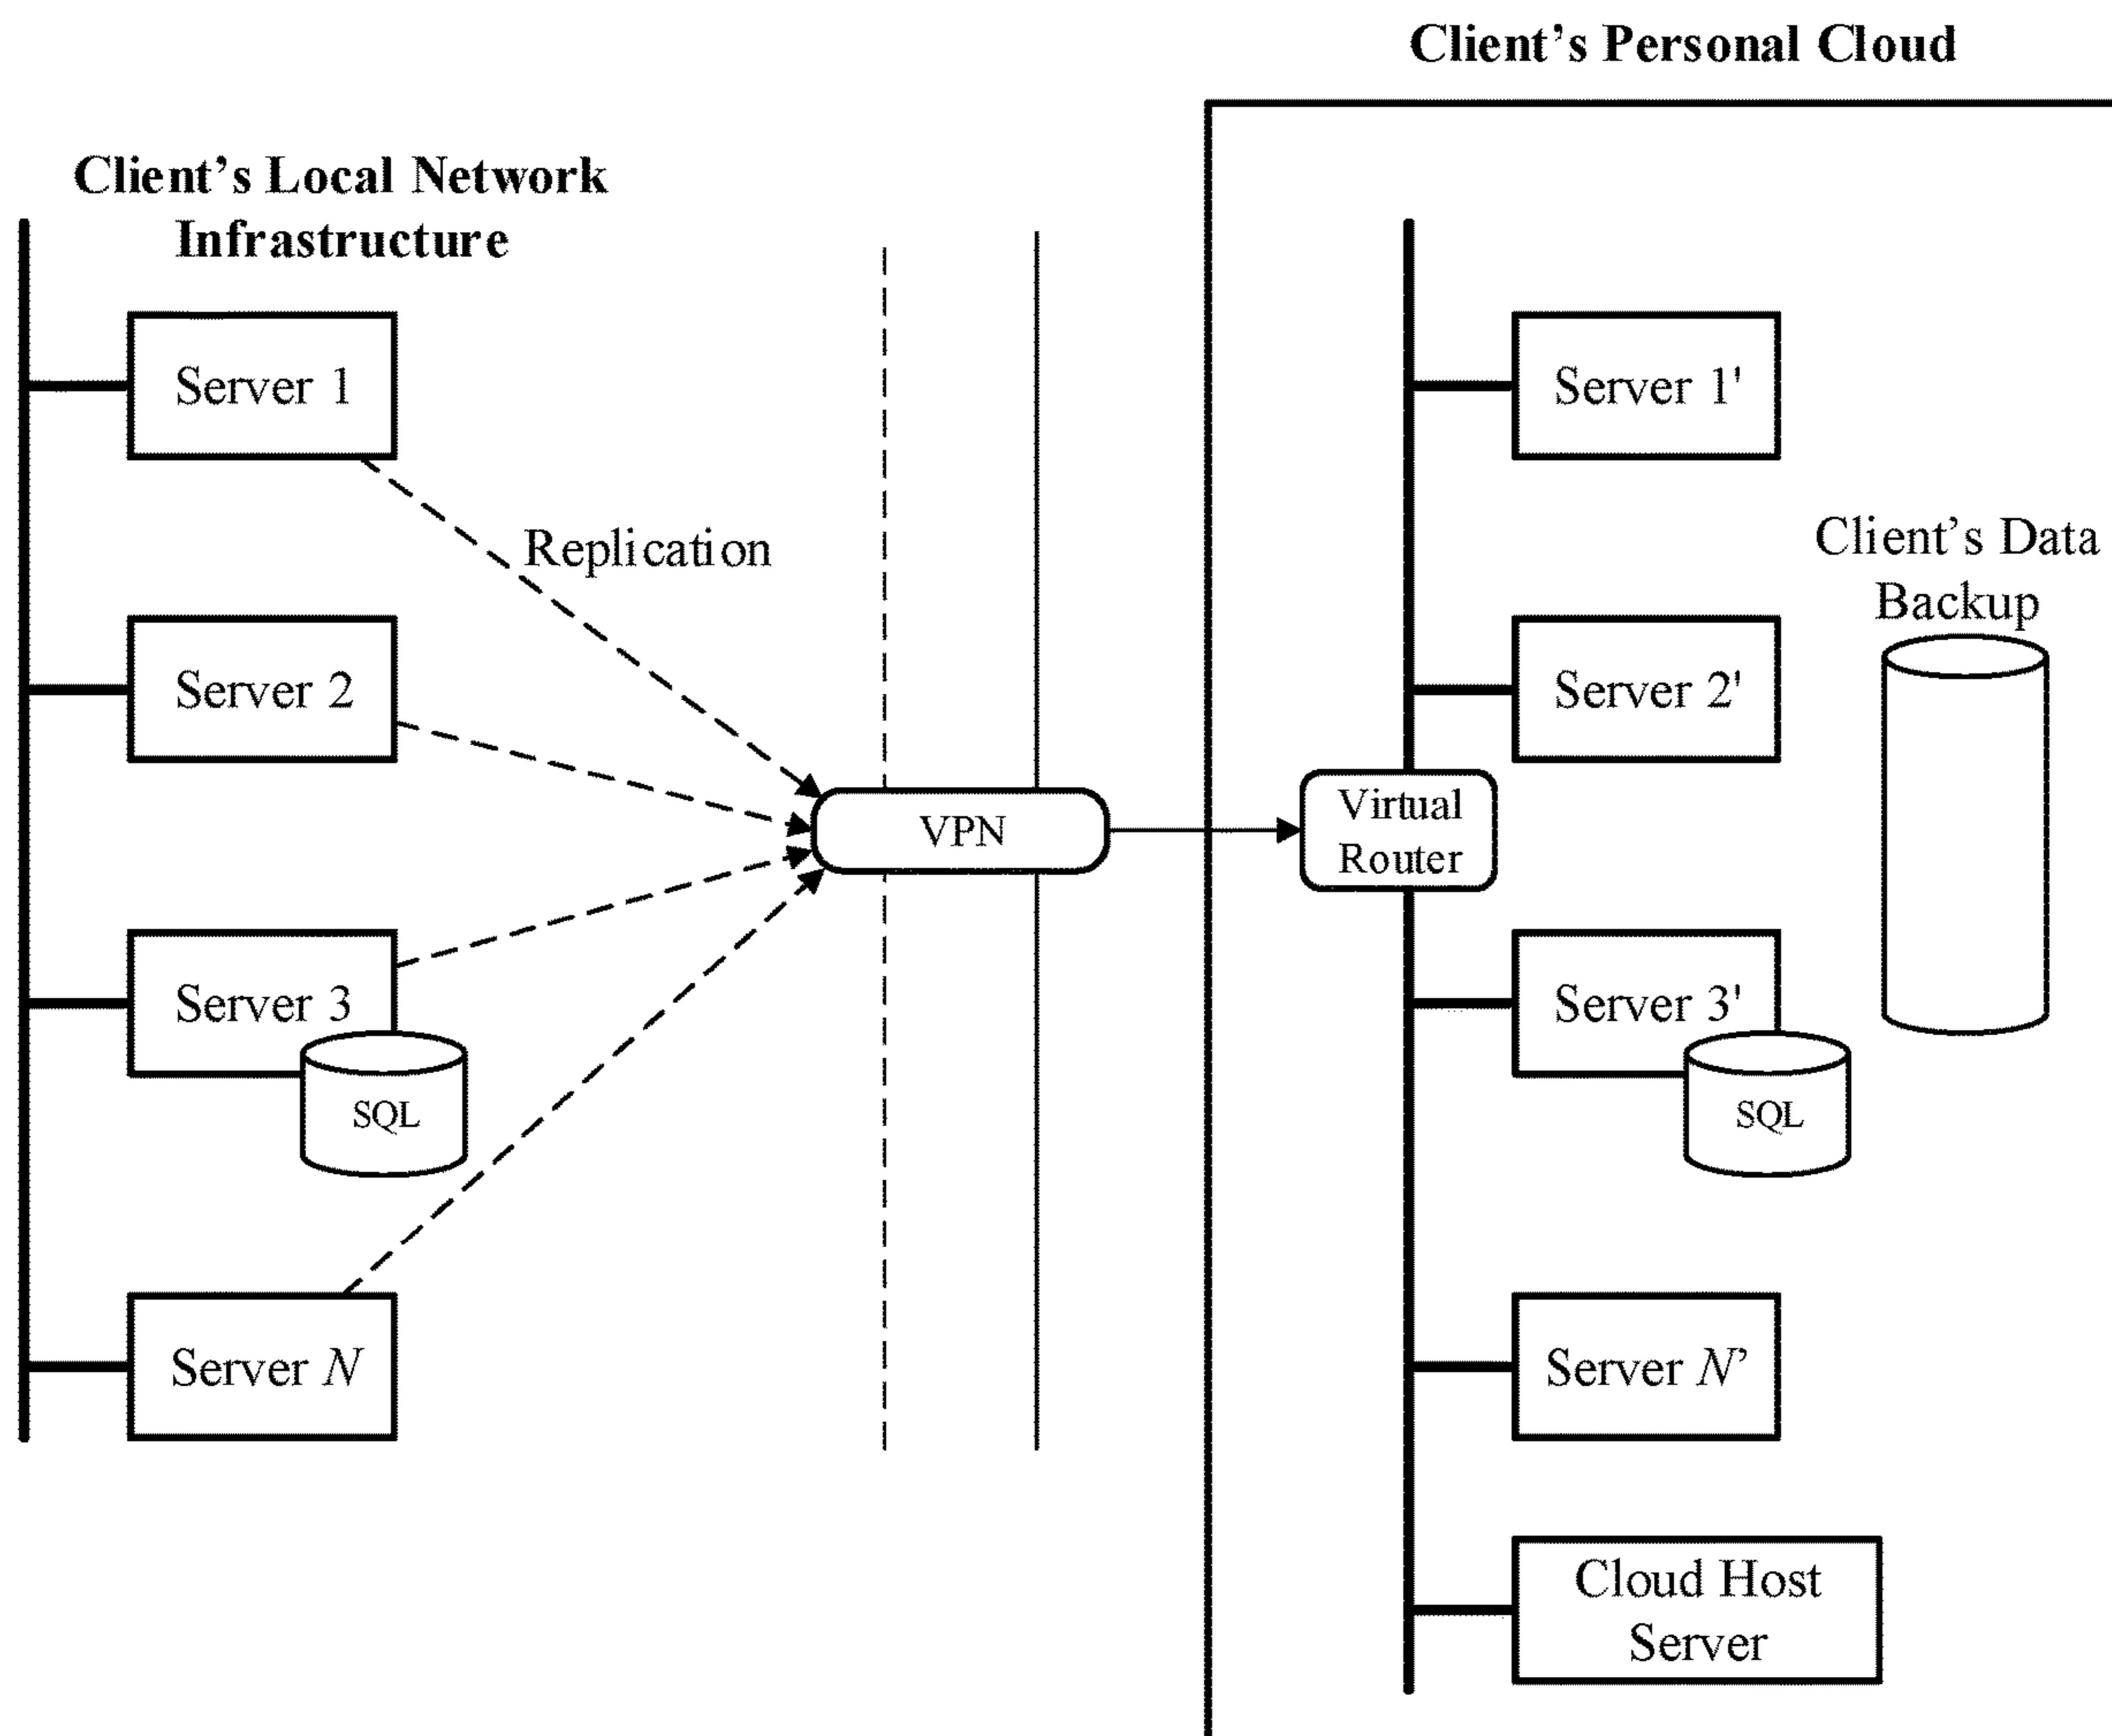 Client’s Personal Cloud
Client’s Local Network
Infrastructure
Server 1
Replication
Server 2
Server 3
SQL
Server N
VPN
Virtual
Router
Server 1'
Server 2'
Client’s Data
Backup
Server 3'
SQL
Server N’
Cloud Host
Server